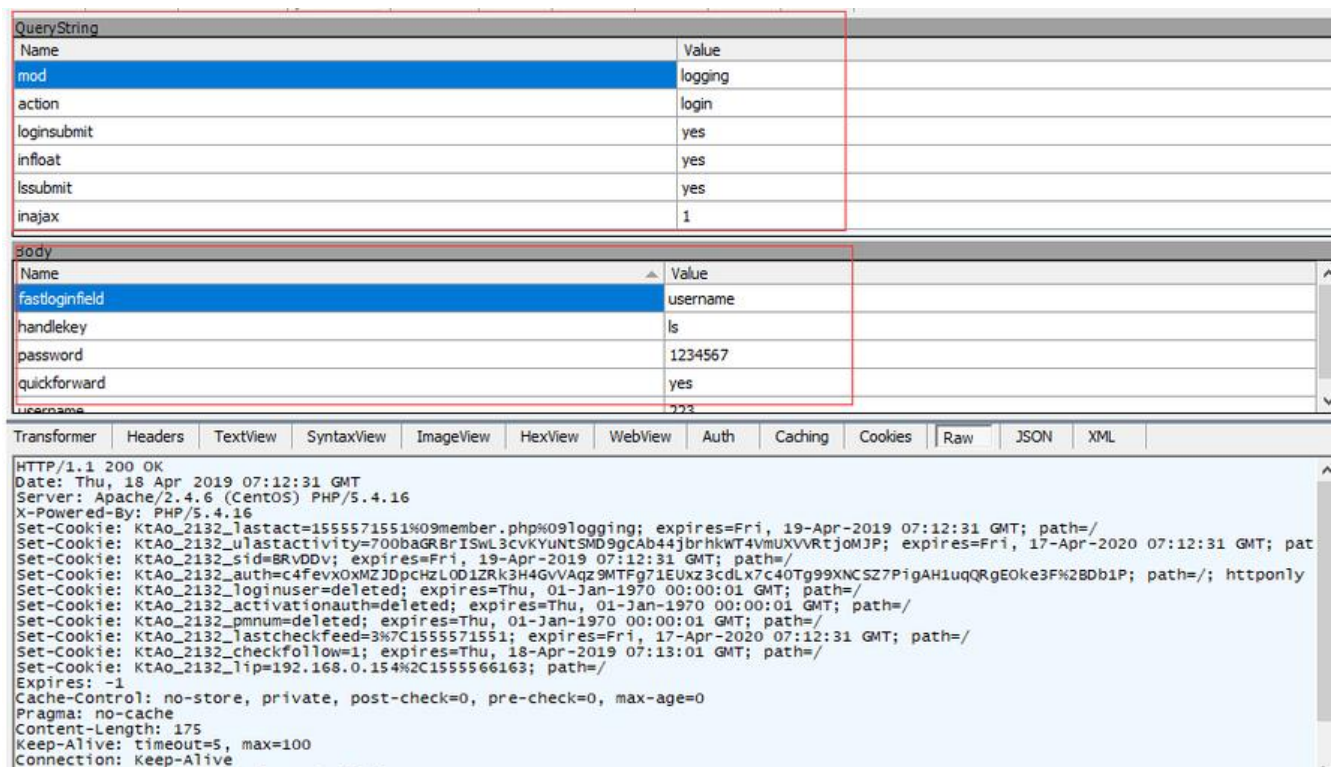 QueryString
Name Value
mod logging
action login
loginsubmit yes
infloat yes
lssubmit yes
inajax 1
Body
Name Value
fastloginfield username
handlekey ls
password 1234567
quickforward yes
username 223
Transformer Headers TextView SyntaxView ImageView HexView WebView Auth Caching Cookies Raw JSON XML
HTTP/1.1 200 OK
Date: Thu, 18 Apr 2019 07:12:31 GMT
Server: Apache/2.4.6 (CentOS) PHP/5.4.16
X-Powered-By: PHP/5.4.16
Set-Cookie: KtAo_2132_lastact=1555571551%09member.php%09logging; expires=Fri, 19-Apr-2019 07:12:31 GMT; path=/
Set-Cookie: KtAo_2132_ulastactivity=700baGRBrISwL3cvKYuNtSMD9gcAb44jbrhkWT4VmUXVVRtjoMJP; expires=Fri, 17-Apr-2020 07:12:31 GMT; pat
Set-Cookie: KtAo_2132_sid=BRvDDv; expires=Fri, 19-Apr-2019 07:12:31 GMT; path=/
Set-Cookie: KtAo_2132_auth=c4fevxOxMZJDpcHzLOD1ZRk3H4GvVAqz9MTFg71EUxz3cdLx7c40Tg99XNCSZ7PigAH1uqQRgEOke3F%2BDb1P; path=/; httponly
Set-Cookie: KtAo_2132_loginuser=deleted; expires=Thu, 01-Jan-1970 00:00:01 GMT; path=/
Set-Cookie: KtAo_2132_activationauth=deleted; expires=Thu, 01-Jan-1970 00:00:01 GMT; path=/
Set-Cookie: KtAo_2132_pmnum=deleted; expires=Thu, 01-Jan-1970 00:00:01 GMT; path=/
Set-Cookie: KtAo_2132_lastcheckfeed=3%7C1555571551; expires=Fri, 17-Apr-2020 07:12:31 GMT; path=/
Set-Cookie: KtAo_2132_checkfollow=1; expires=Thu, 18-Apr-2019 07:13:01 GMT; path=/
Set-Cookie: KtAo_2132_lip=192.168.0.154%2C1555566163; path=/
Expires: -1
Cache-Control: no-store, private, post-check=0, pre-check=0, max-age=0
Pragma: no-cache
Content-Length: 175
Keep-Alive: timeout=5, max=100
Connection: Keep-Alive